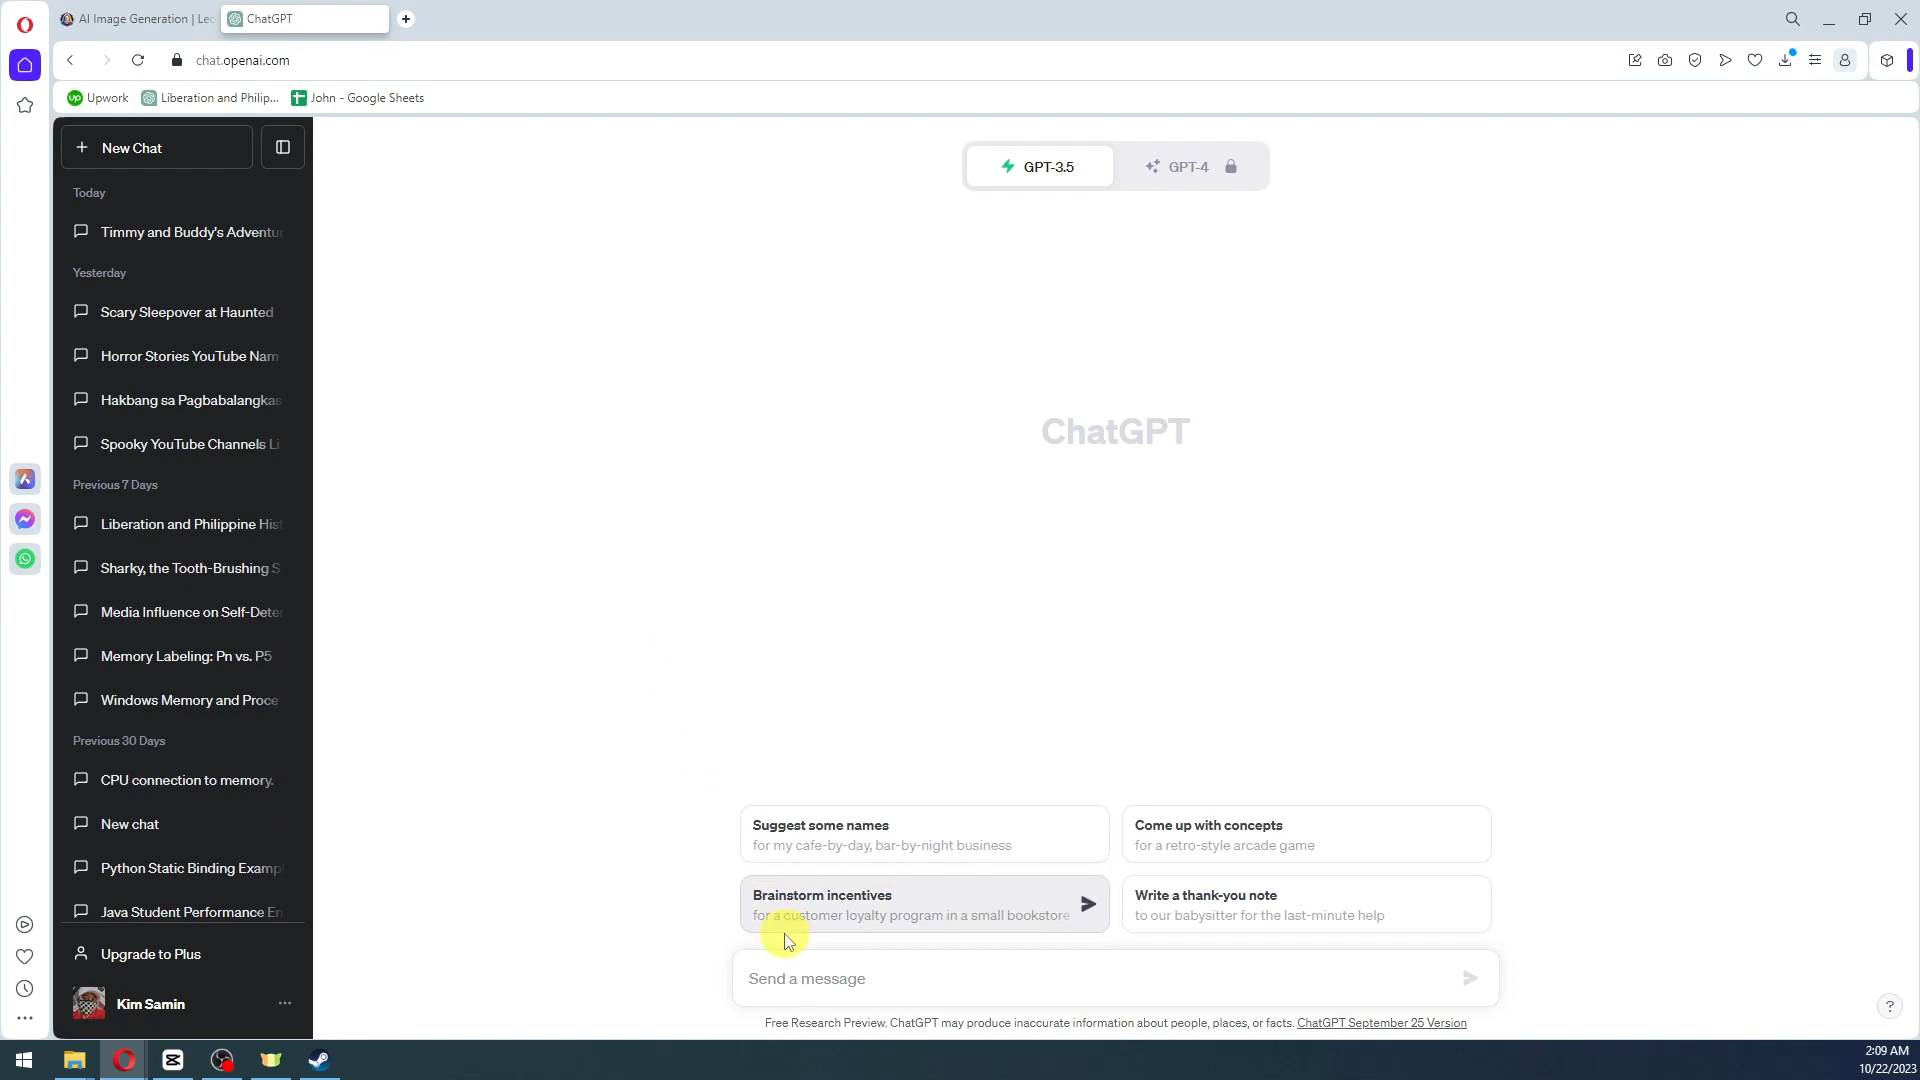 AI Image Generation | Leo
ChatGPT
chat.openai.com
Upwork
Liberation and Philip...
John - Google Sheets
New Chat
GPT-3.5
GPT-4
Today
Timmy and Buddy's Adventur
Yesterday
Scary Sleepover at Haunted
Horror Stories YouTube Nam
Hakbang sa Pagbabalangkas
Spooky YouTube Channels Li
Previous 7 Days
Liberation and Philippine Hist
Sharky, the Tooth-Brushing S
Media Influence on Self-Deter
Memory Labeling: Pn vs. P5
Windows Memory and Proce
Previous 30 Days
CPU connection to memory.
New chat
Python Static Binding Exampl
Java Student Performance En
Upgrade to Plus
Kim Samin
ChatGPT
Suggest some names
for my cafe-by-day, bar-by-night business
Come up with concepts
for a retro-style arcade game
Brainstorm incentives
for a customer loyalty program in a small bookstore
Write a thank-you note
to our babysitter for the last-minute help
Send a message
Free Research Preview. ChatGPT may produce inaccurate information about people, places, or facts. ChatGPT September 25 Version
?
2:09 AM
10/22/2023